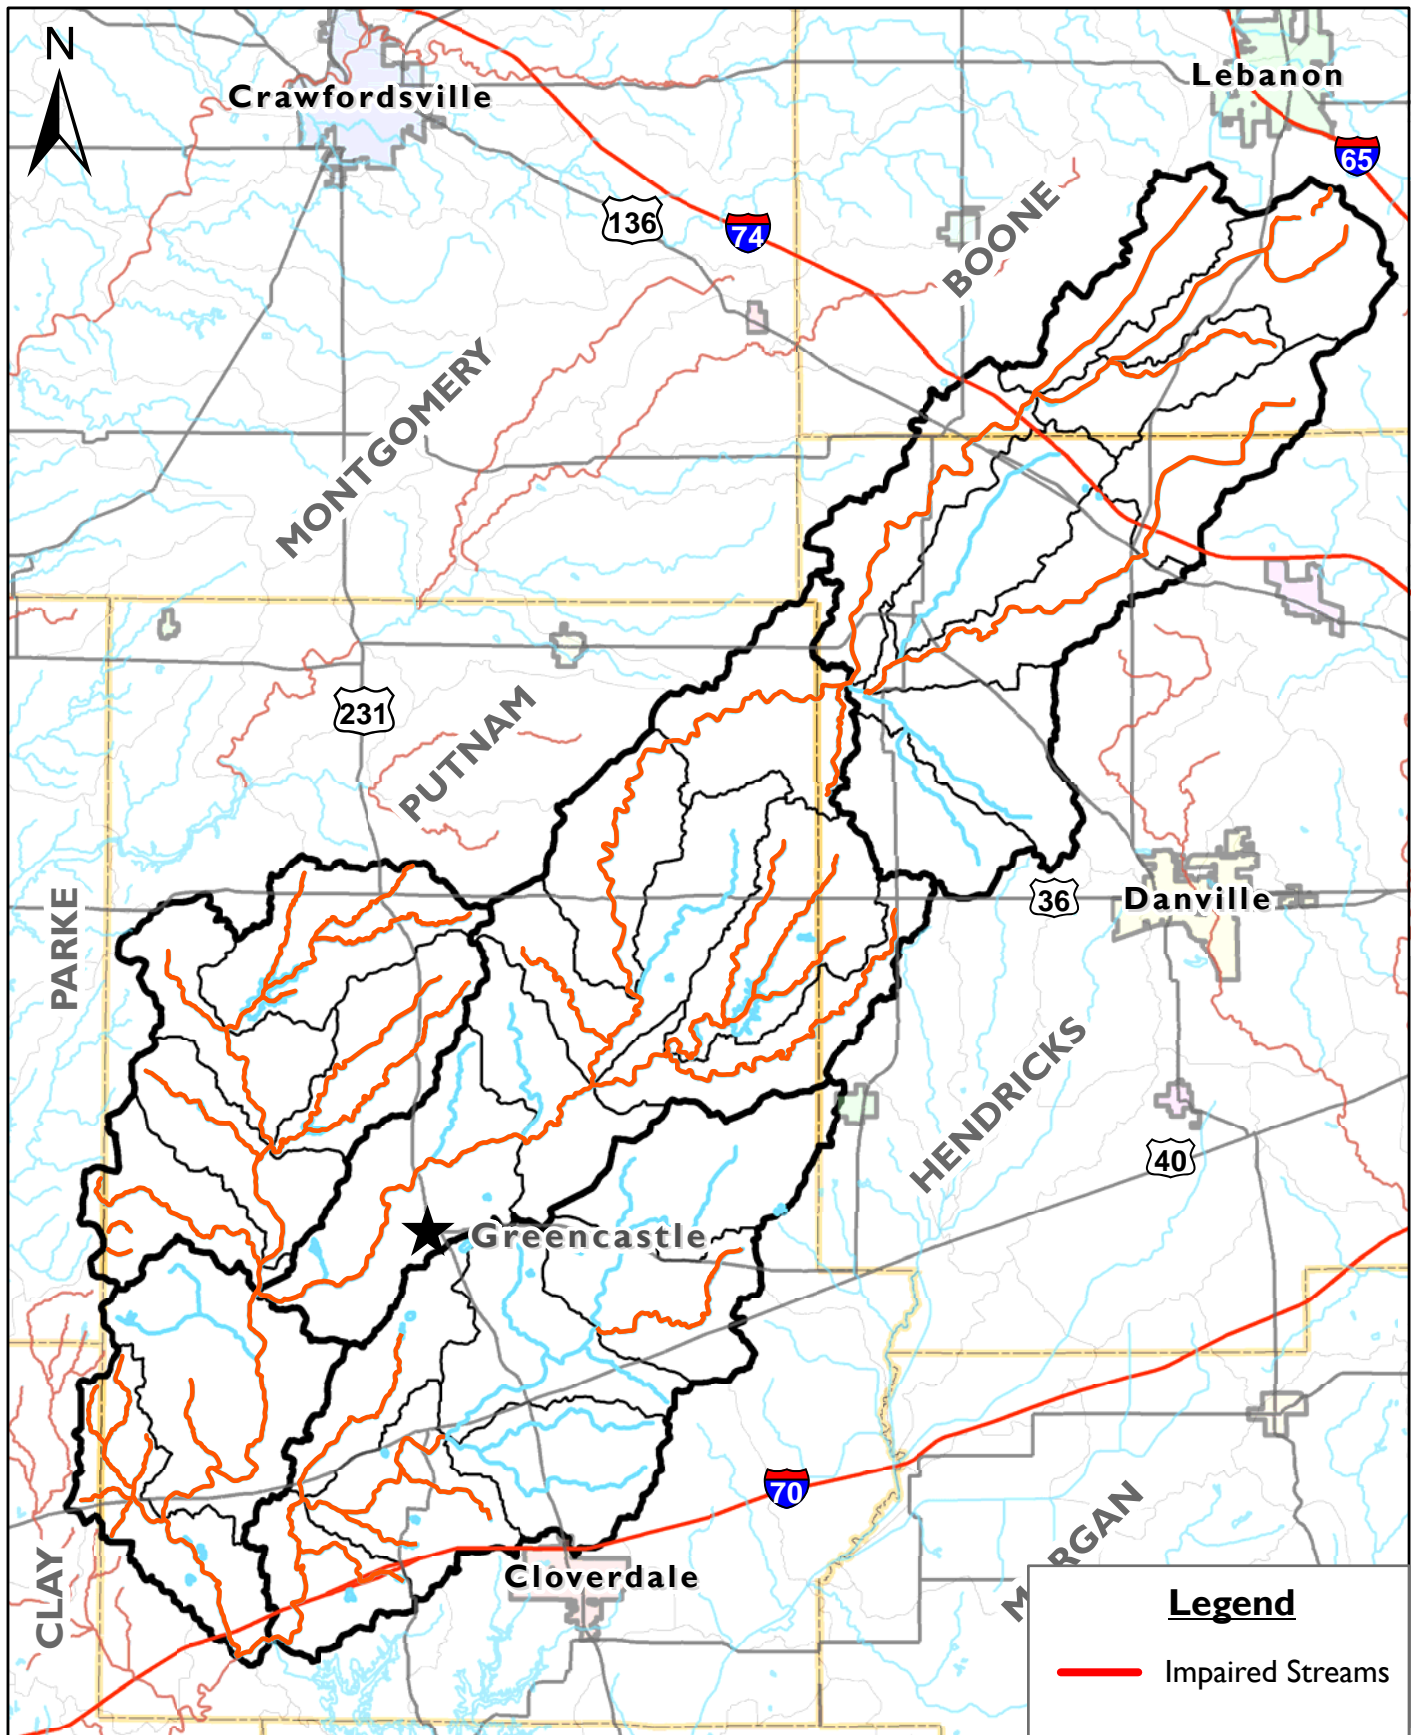 N
Crawfordsville
Lebanon
65
136
74
BOONE
MONTGOMERY
231
PUTNAM
PARKE
36
Danville
HENDRICKS
40
Greencastle
70
CLAY
Cloverdale
M RGAN
Legend
Impaired Streams